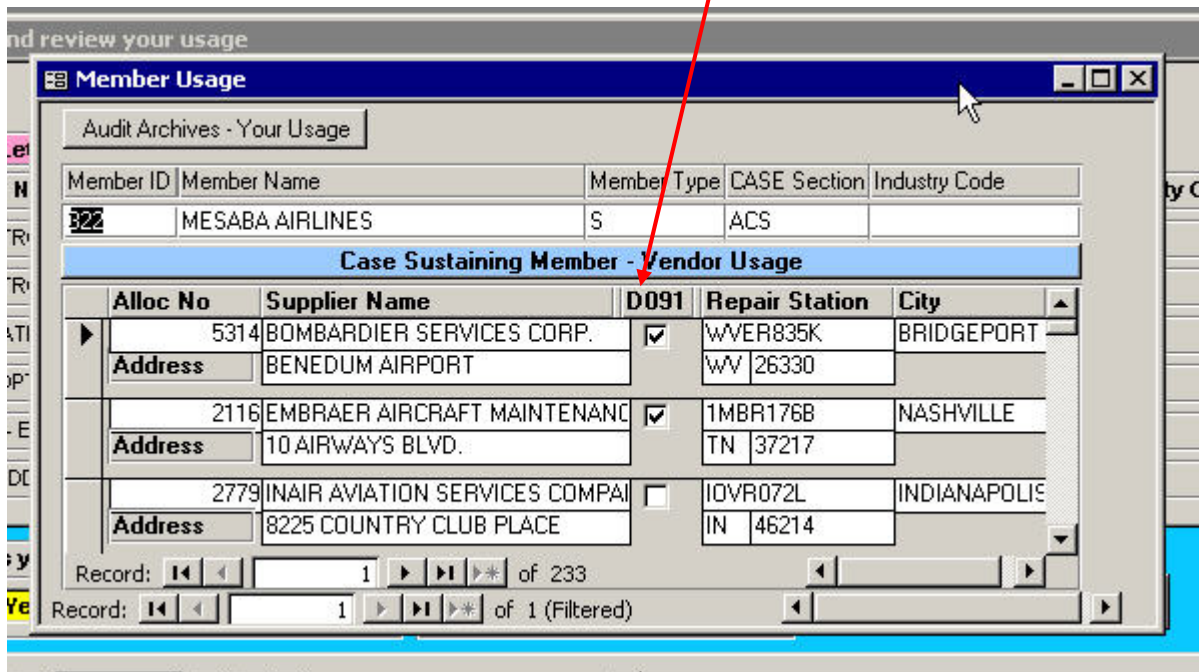 nd review your usage
Member Usage
Audit Archives - Your Usage
Member ID Member Name Member Type CASE Section Industry Code
B22 MESABA AIRLINES S ACS
Case Sustaining Member - Vendor Usage
Alloc No Supplier Name D091 Repair Station City
5314 BOMBARDIER SERVICES CORP. WVER835K BRIDGEPORT
Address BENEDUM AIRPORT WV 26330
2116 EMBRAER AIRCRAFT MAINTENANC 1MBR176B NASHVILLE
Address 10 AIRWAYS BLVD. TN 37217
2779 INAIR AVIATION SERVICES COMPA IOVR072L INDIANAPOLIS
Address 8225 COUNTRY CLUB PLACE IN 46214
Record: 1 of 233
Record: 1 of 1 (Filtered)